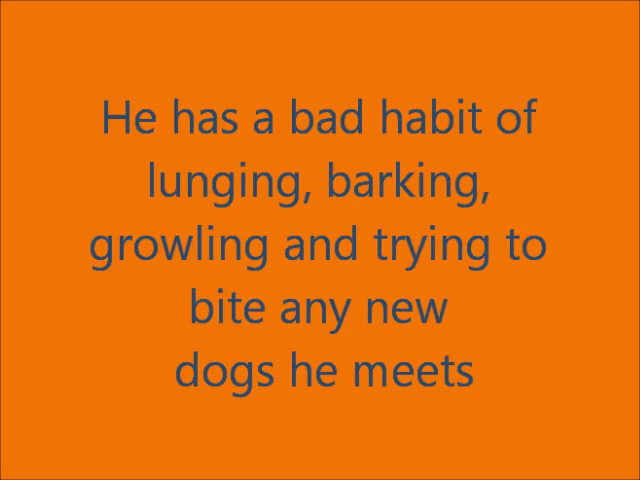 He has a bad habit of
lunging, barking,
growling and trying to
bite any new
dogs he meets